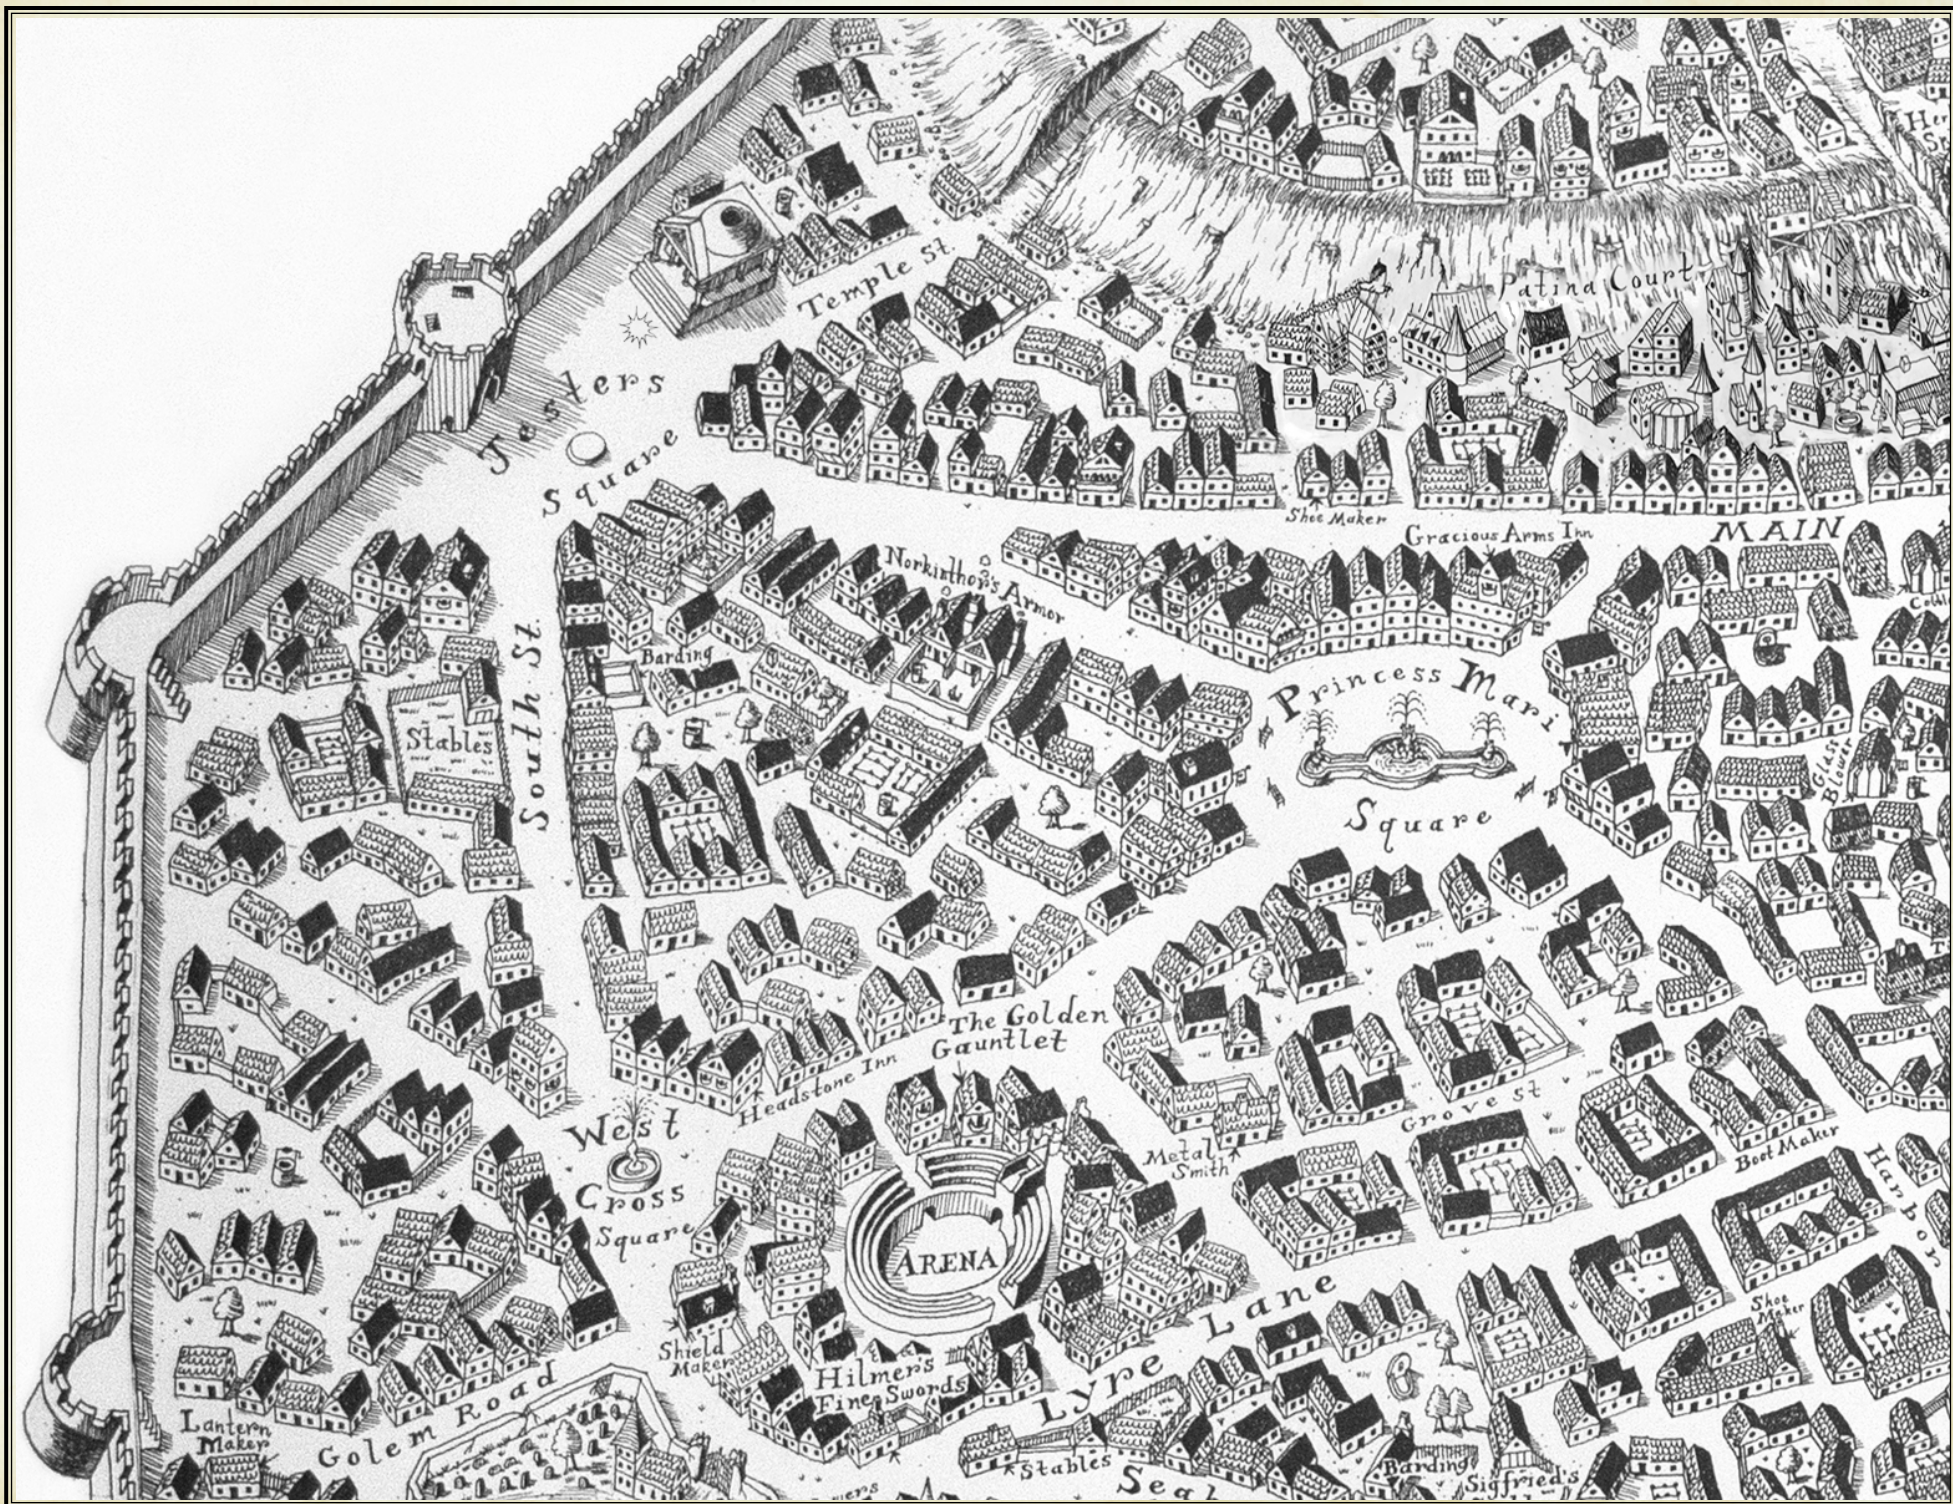 Temple St
Patina Court
Jesters
Square
Shoe Maker
Gracious Arms Inn
MAIN
Norkinthor's Armor
South St
Barding
Stables
Princess Mari
Square
Glass
Blower
The Golden
Gauntlet
Headstone Inn
West
Cross
Square
Metal
Smith
Grove St
Boot Maker
Harbor
ARENA
Shield
Maker
Hilmer's
Fine Swords
Lyre Lane
Shoe
Maker
Lantern
Maker
Golem Road
Stables
Barding
Sigfried's